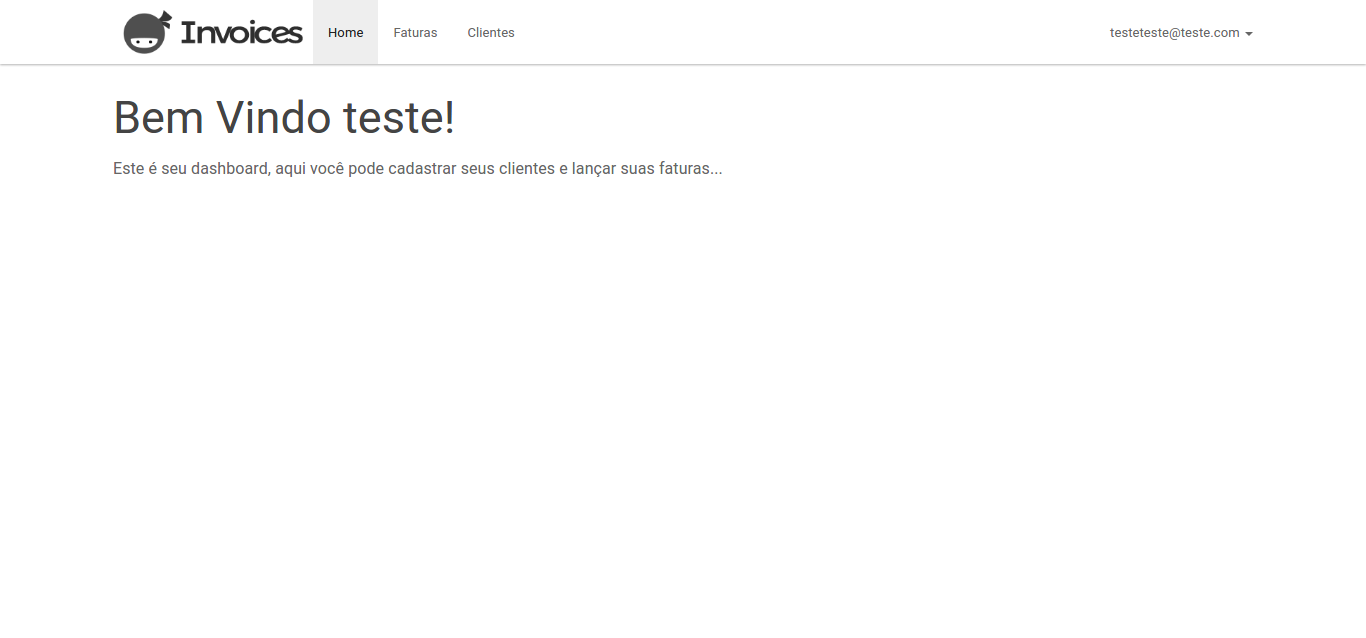 Invoices Home Faturas Clientes testeteste@teste.com
Bem Vindo teste!
Este é seu dashboard, aqui você pode cadastrar seus clientes e lançar suas faturas...